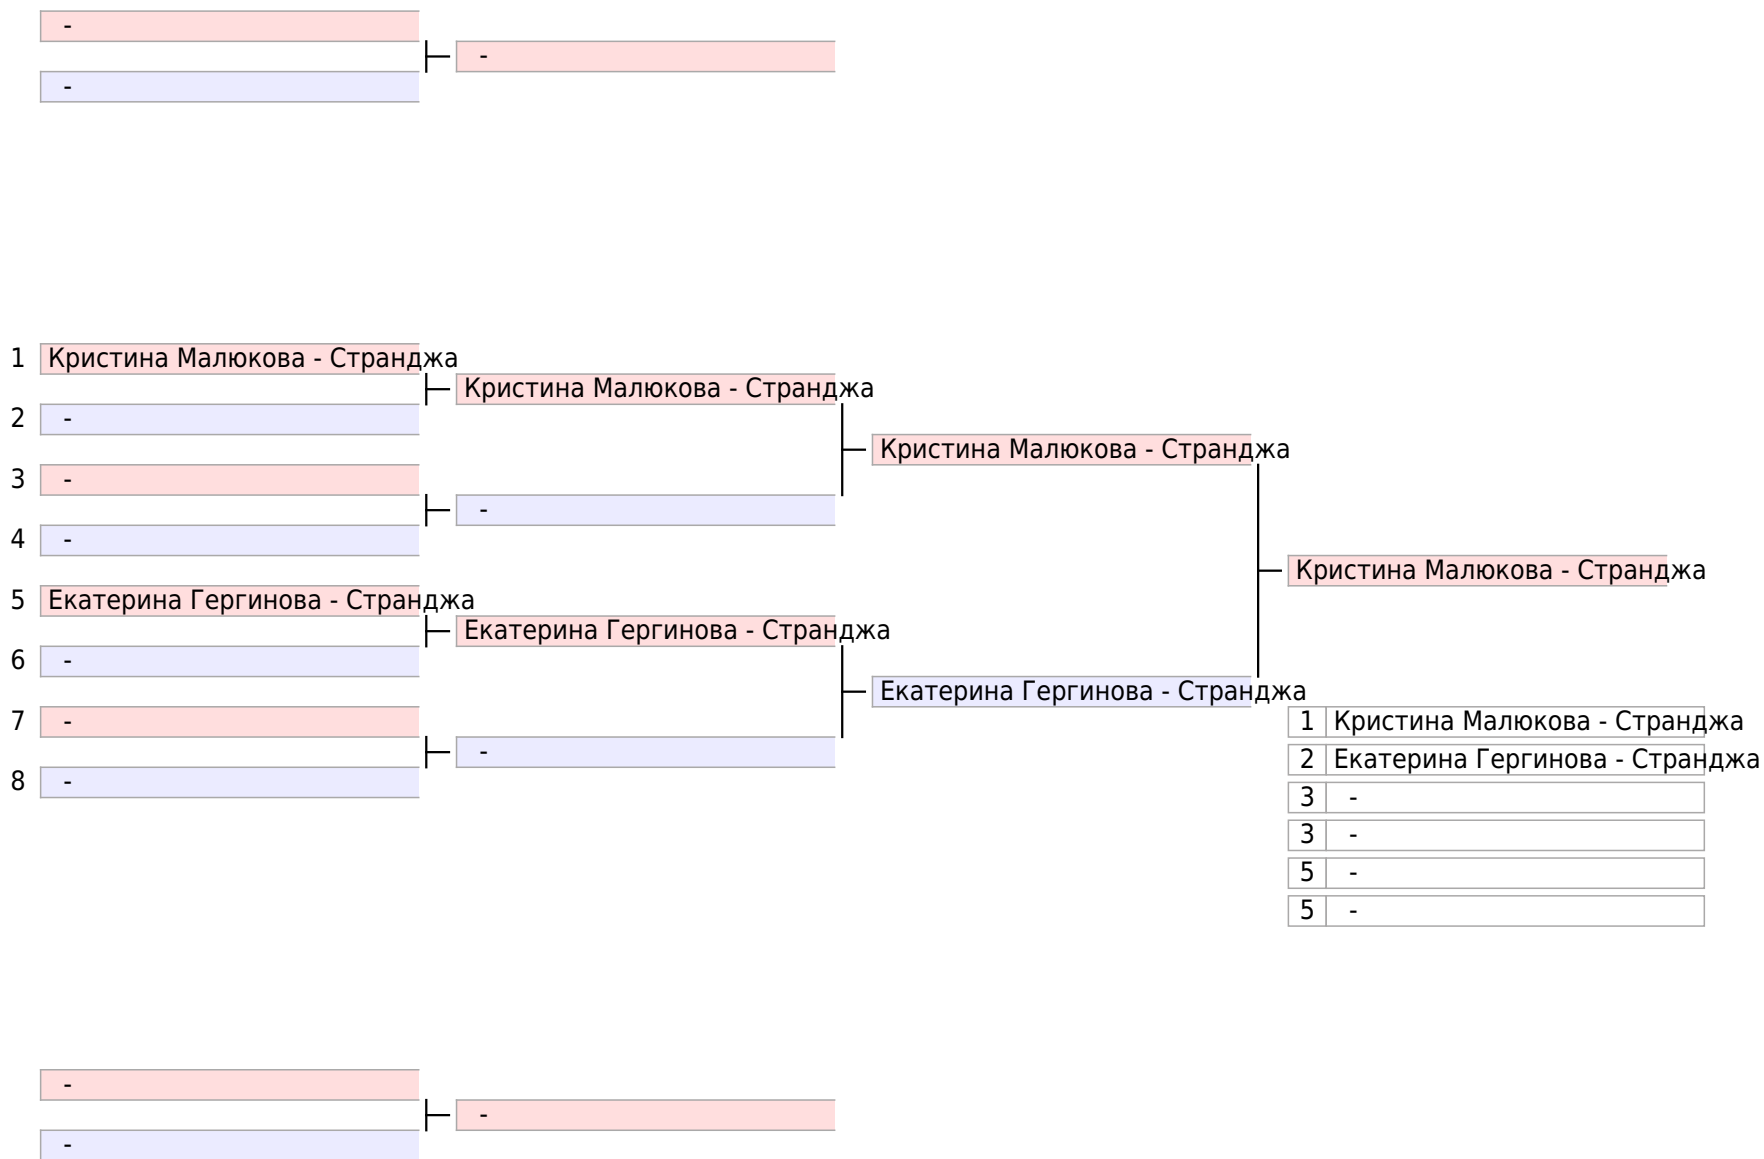 -
-
-
1 Кристина Малюкова - Странджа
Кристина Малюкова - Странджа
2 -
Кристина Малюкова - Странджа
3 -
-
4 -
Кристина Малюкова - Странджа
5 Екатерина Гергинова - Странджа
Екатерина Гергинова - Странджа
6 -
Екатерина Гергинова - Странджа
7 -
1 Кристина Малюкова - Странджа
-
2 Екатерина Гергинова - Странджа
8 -
3 -
3 -
5 -
5 -
-
-
-